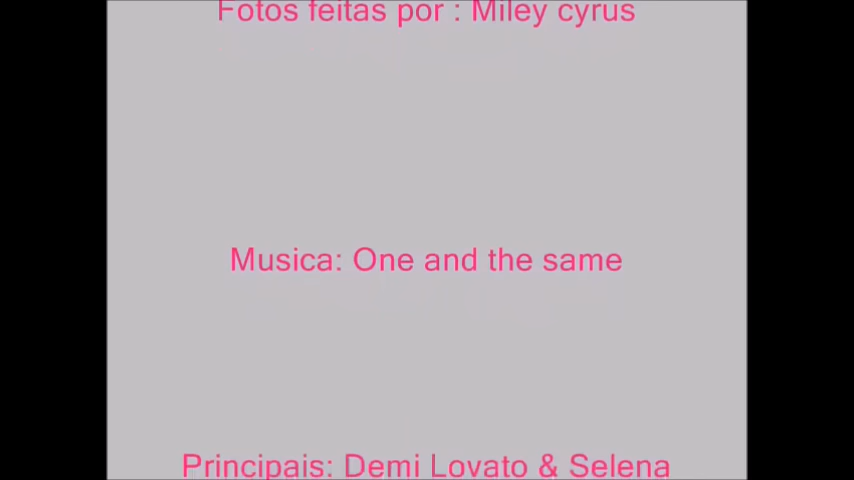 Fotos feitas por : Miley cyrus
Musica: One and the same
Principais: Demi Lovato & Selena